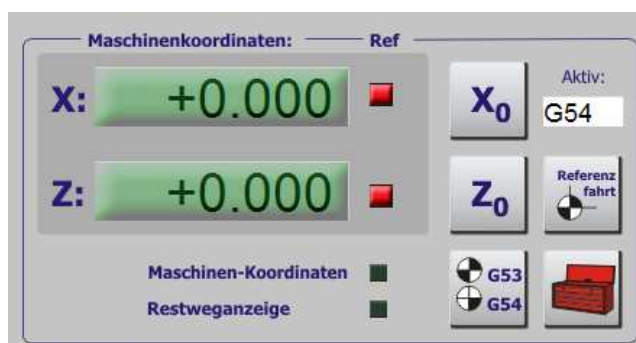 Maschinenkoordinaten: Ref
X: +0.000
X0
Aktiv:
G54
Z: +0.000
Z0
Referenz
fahrt
Maschinen-Koordinaten
Restweganzeige
G53
G54